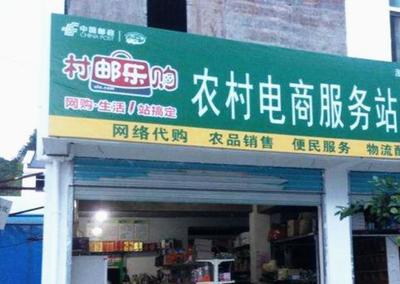 中国邮政
CHINA POST
村邮乐购
ule.com
网购·生活 / 站搞定
农村电商服务站
网络代购 农品销售 便民服务 物流